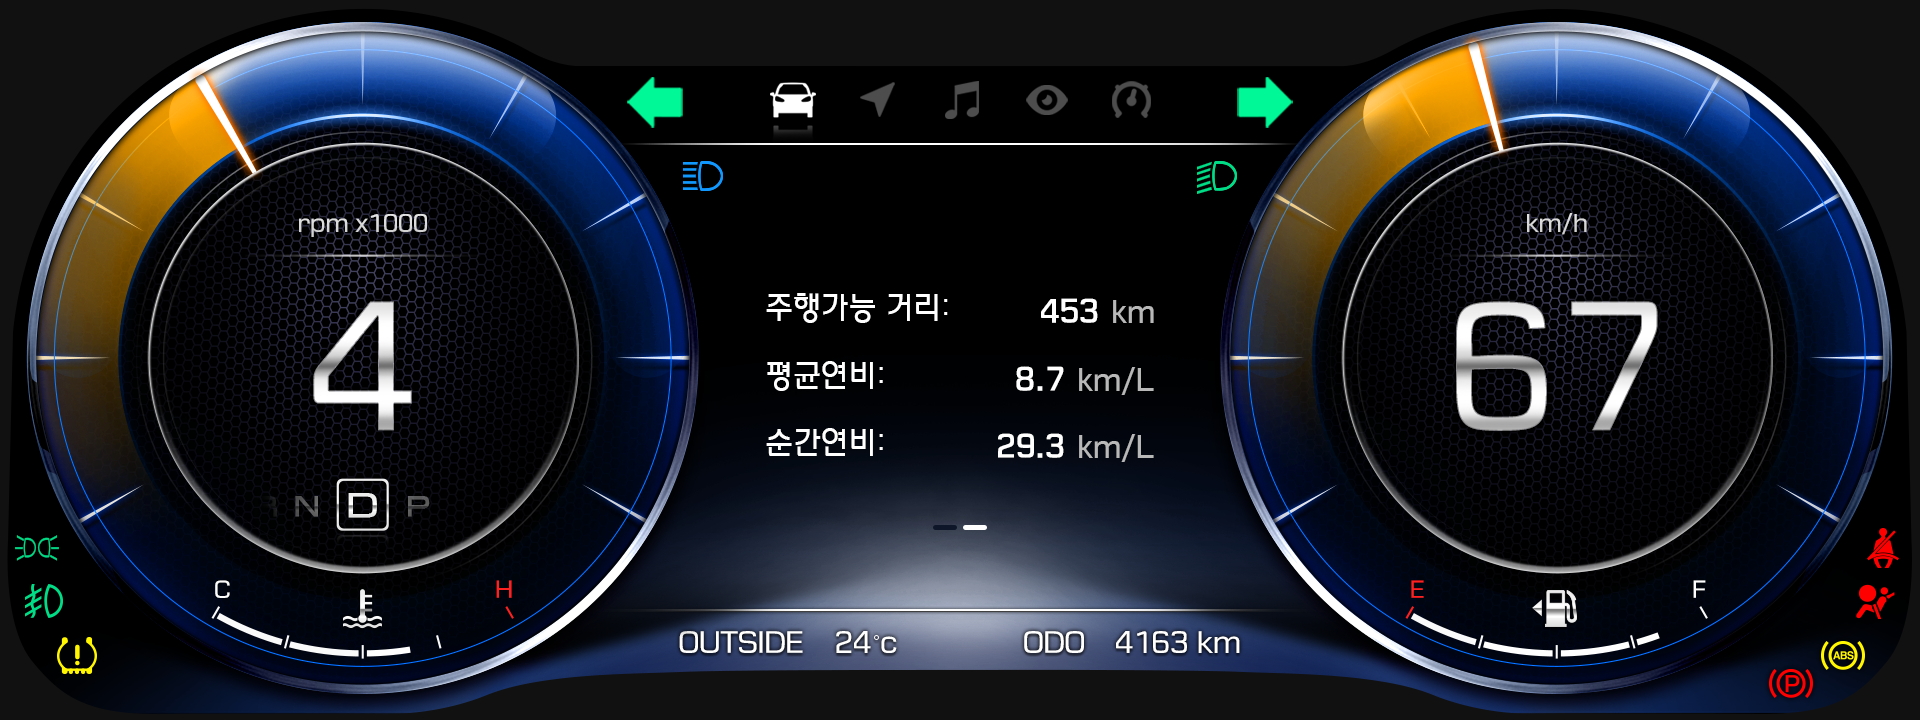 rpm x1000
4
N D P
C H
주행가능 거리: 453 km
평균연비: 8.7 km/L
순간연비: 29.3 km/L
OUTSIDE 24°c ODO 4163 km
km/h
67
E F
ABS
P